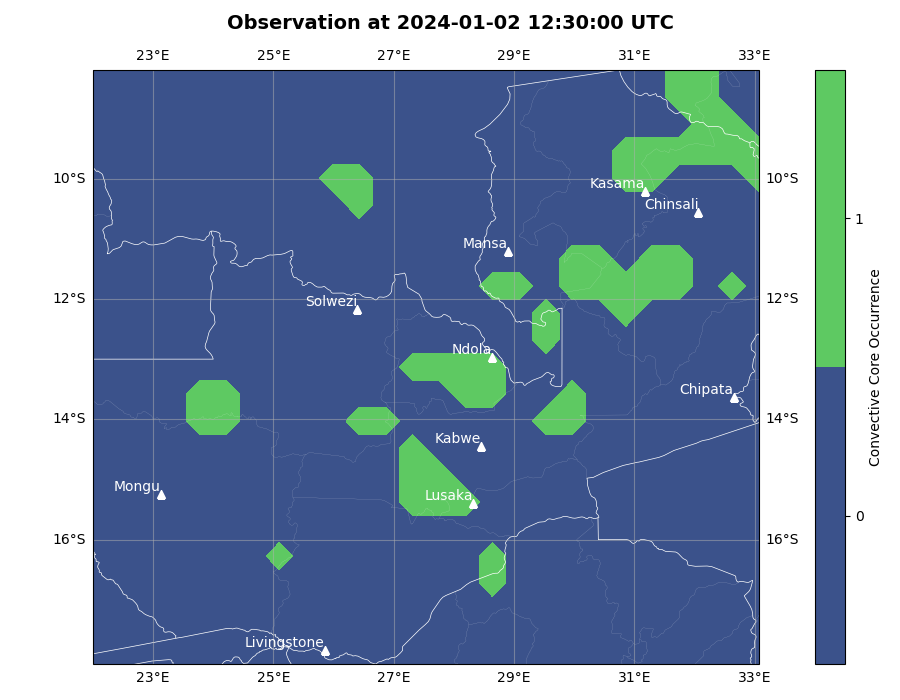 Observation at 2024-01-02 12:30:00 UTC
23°E 25°E 27°E 29°E 31°E 33°E
10°S 10°S
Kasama
Chinsali
Mansa
12°S 12°S
Solwezi
Ndola
Chipata
14°S 14°S
Kabwe
Mongu
Lusaka
16°S 16°S
Livingstone
23°E 25°E 27°E 29°E 31°E 33°E
1
0
Convective Core Occurrence